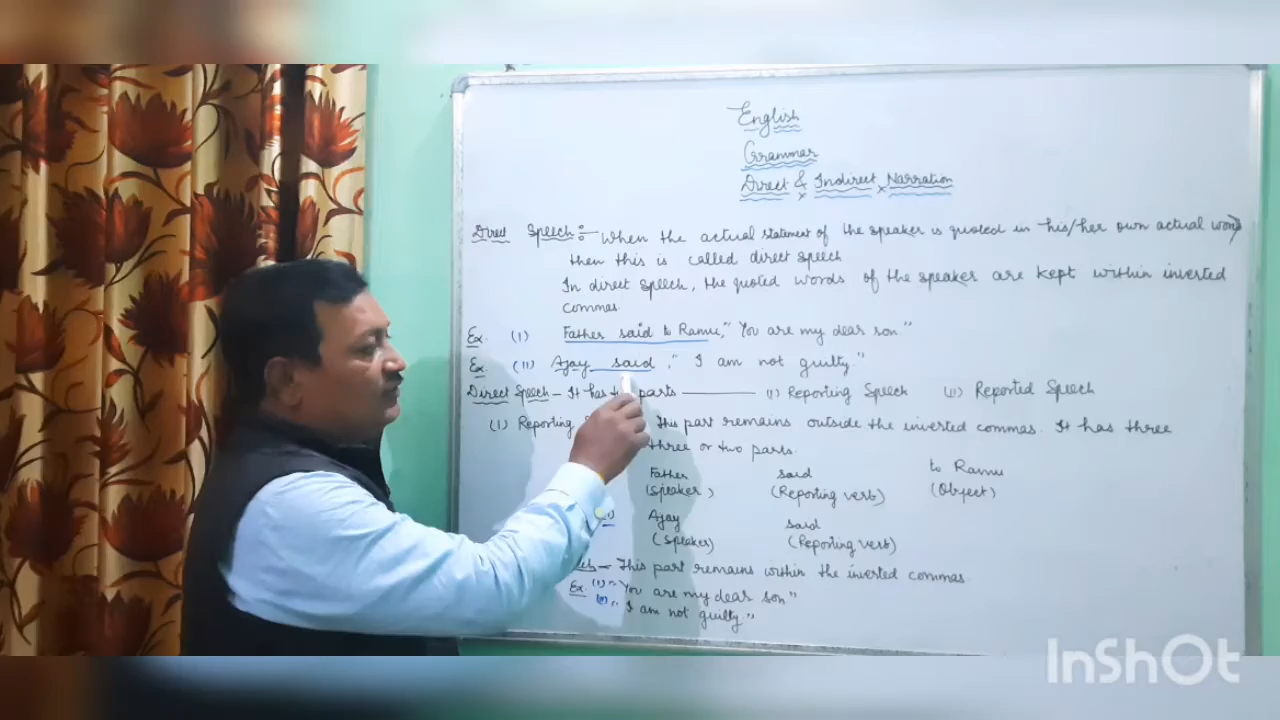 English
Grammar
Direct & Indirect Narration
Direct Speech:- When the actual statement of the speaker is quoted in his/her own actual words
then this is called direct speech
In direct speech, the quoted words of the speaker are kept within inverted
commas.
Ex. (I) Father said to Ramu, "You are my dear son"
Ex. (II) Ajay said, "I am not guilty"
Direct Speech - It has two parts (I) Reporting Speech (II) Reported Speech
(I) Reporting This part remains outside the inverted commas. It has three
three or two parts.
Father said to Ramu
(Speaker) (Reporting verb) (Object)
Ajay said
(Speaker) (Reporting verb)
This part remains within the inverted commas.
Ex. (I) "You are my dear son"
(II) "I am not guilty"
InShOt